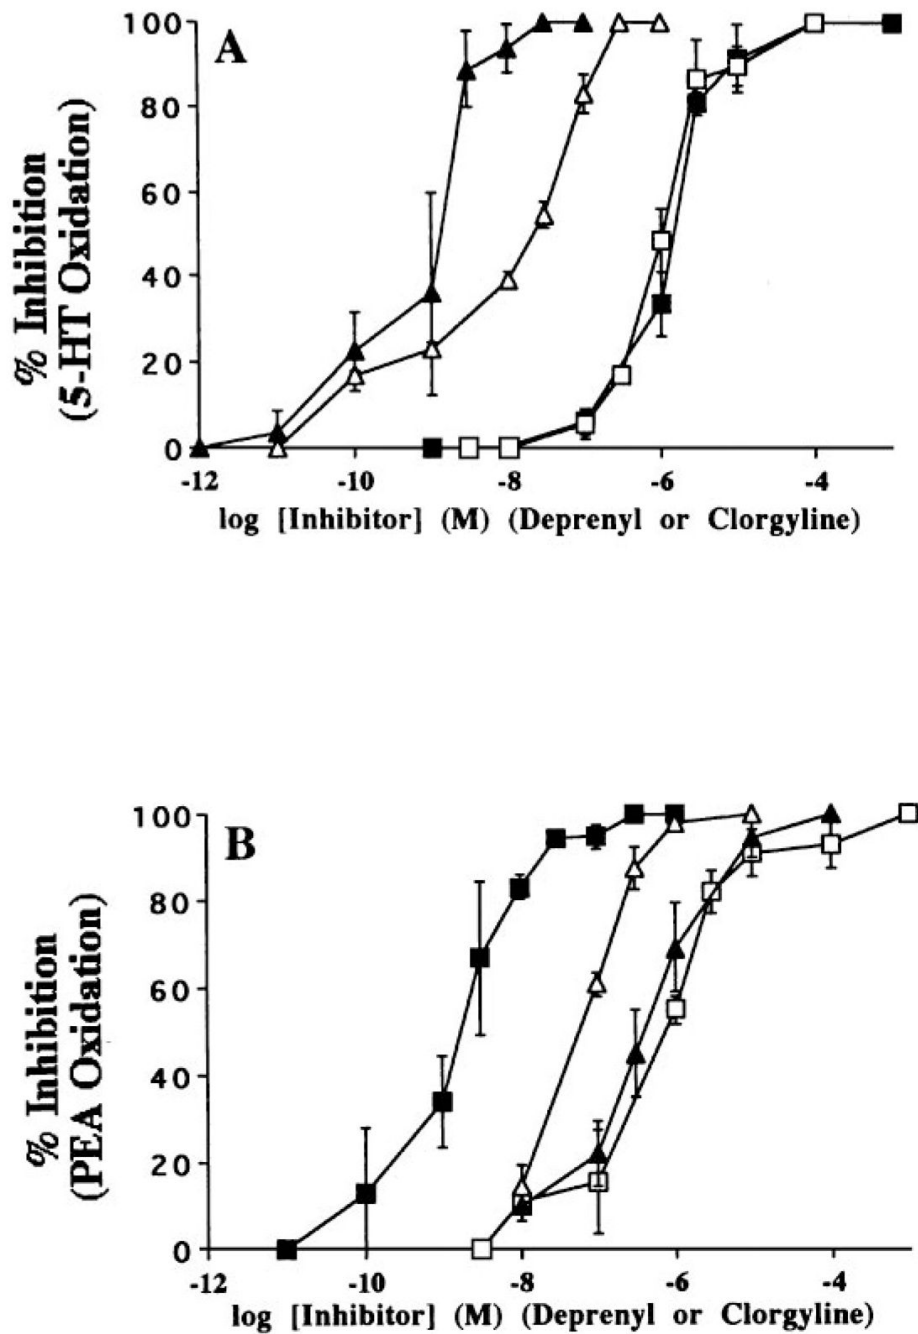 A
100
80
60
40
20
0
% Inhibition
(5-HT Oxidation)
-12 -10 -8 -6 -4
log [Inhibitor] (M) (Deprenyl or Clorgyline)
B
100
80
60
40
20
0
% Inhibition
(PEA Oxidation)
-12 -10 -8 -6 -4
log [Inhibitor] (M) (Deprenyl or Clorgyline)